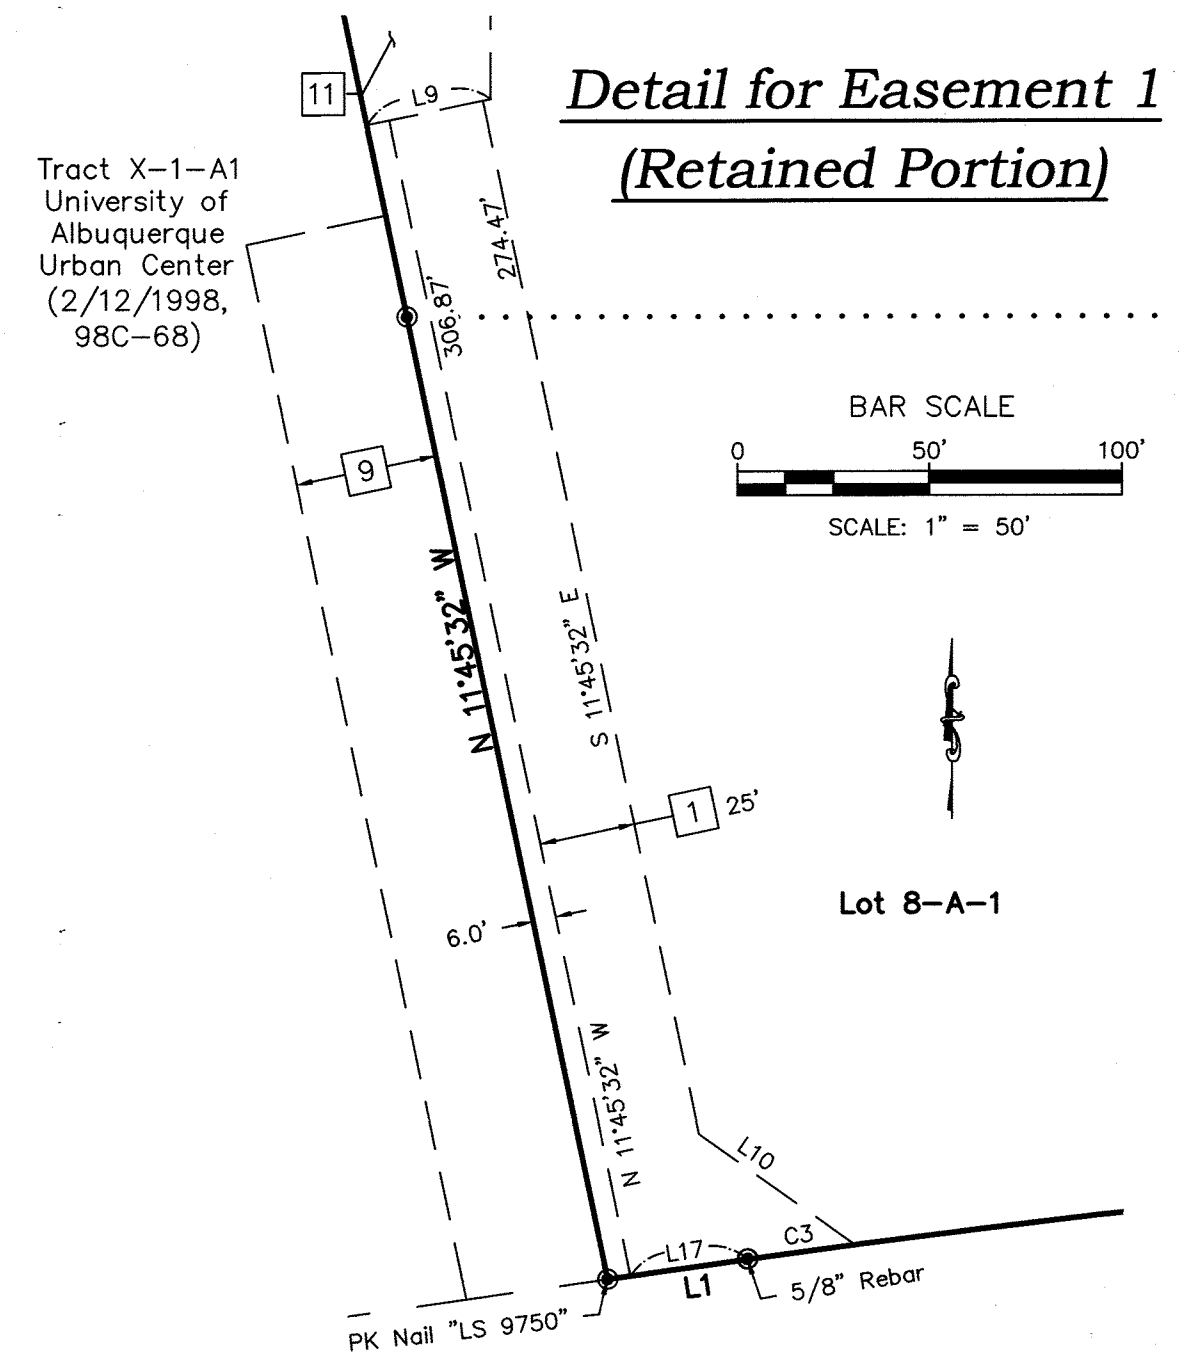 Detail for Easement 1
(Retained Portion)
11
L9
Tract X-1-A1
University of
Albuquerque
Urban Center
(2/12/1998,
98C-68)
274.47'
306.87'
BAR SCALE
0 50' 100'
SCALE: 1" = 50'
9
N 11°45'32" W
S 11°45'32" E
1 25'
Lot 8-A-1
6.0'
N 11°45'32" W
L10
C3
L17
L1
5/8" Rebar
PK Nail "LS 9750"